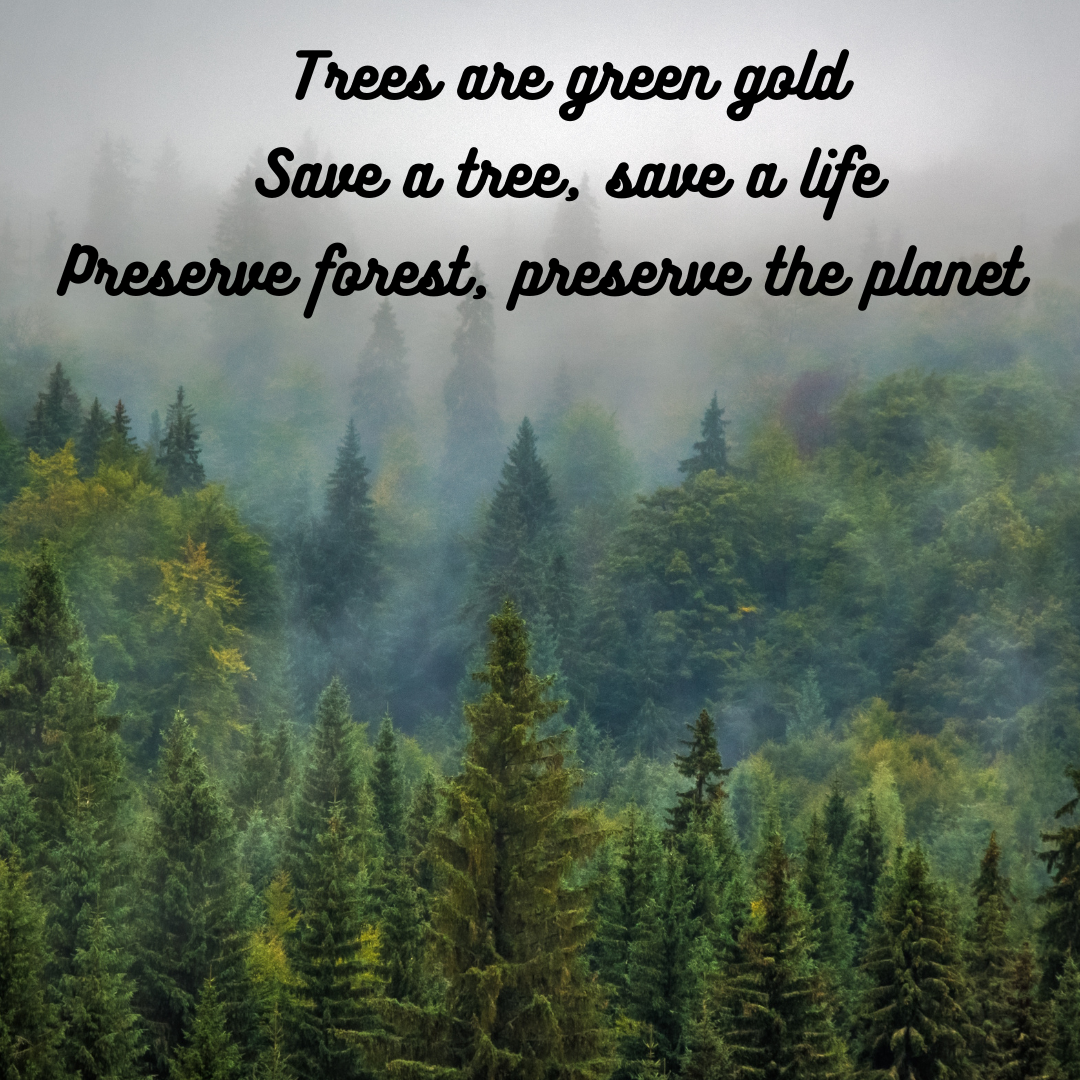 Trees are green gold
Save a tree, save a life
Preserve forest, preserve the planet